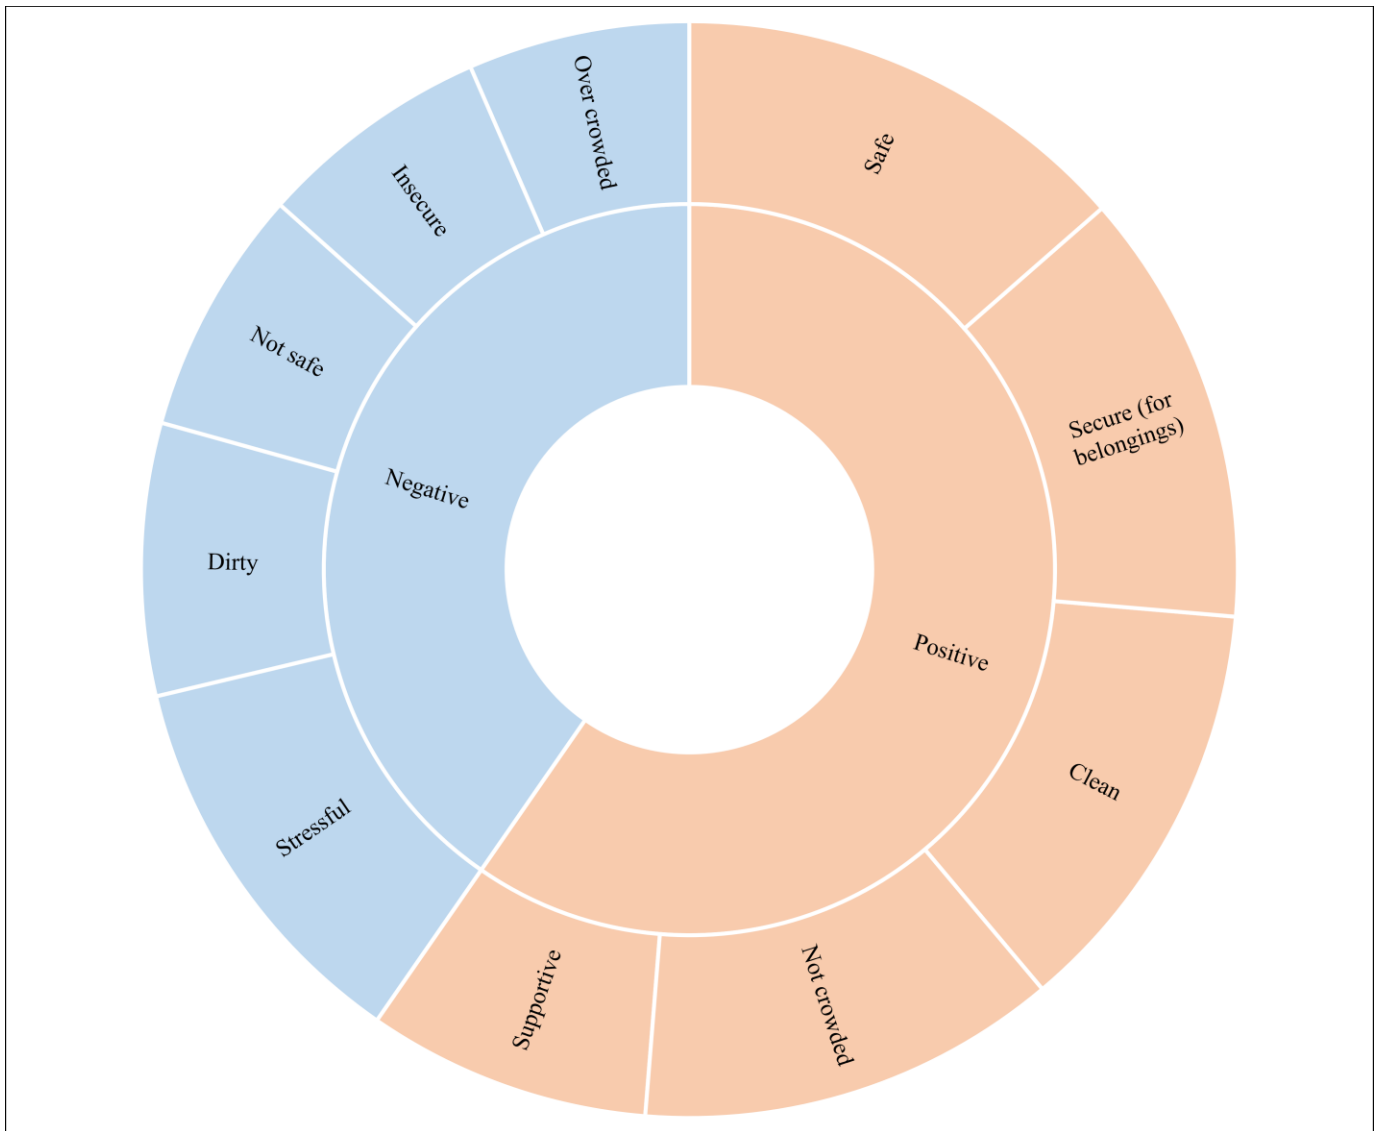 Over crowded
Safe
Insecure
Not safe
Secure (for
belongings)
Negative
Dirty
Positive
Clean
Stressful
Supportive
Not crowded